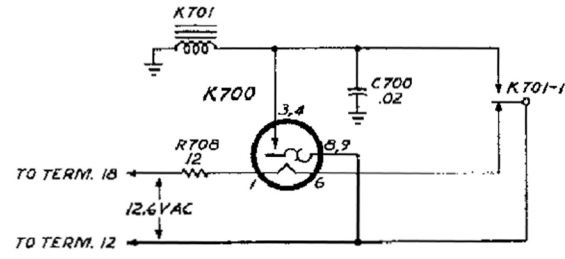 K701
K700
C700
.02
K701-1
3,4
R708
12
8,9
TO TERM. 18
1
6
12.6VAC
TO TERM. 12